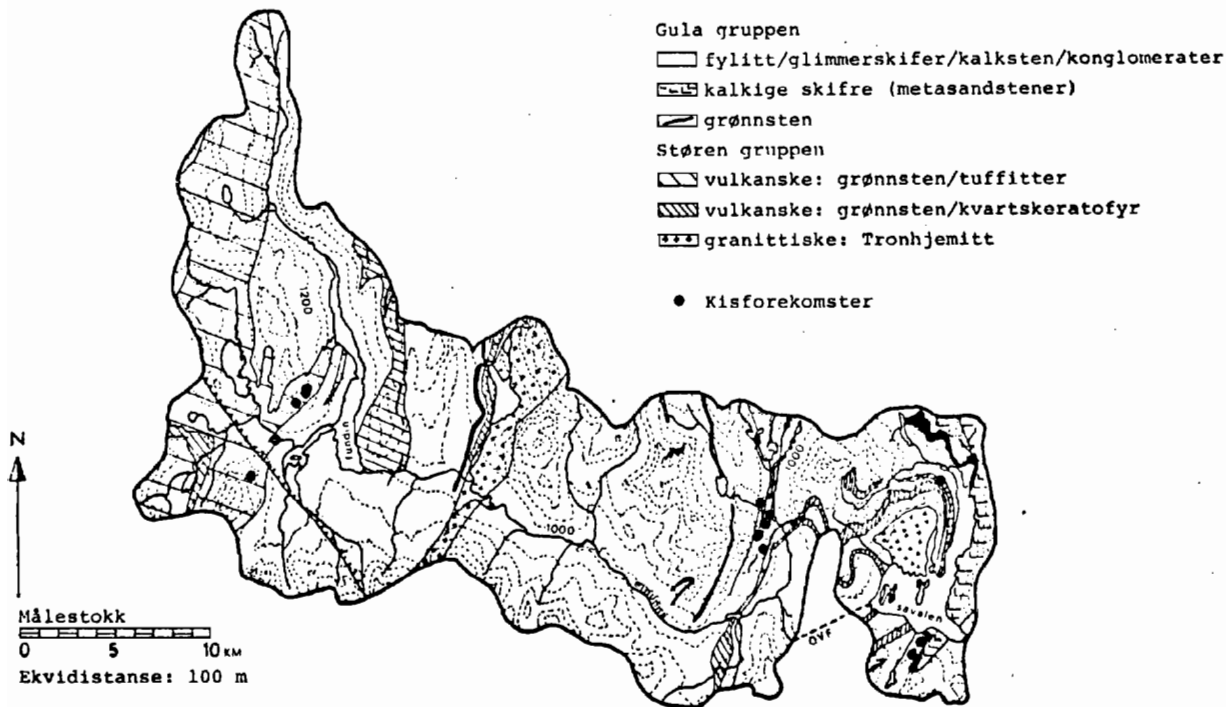 Gula gruppen
fylitt/glimmerskifer/kalksten/konglomerater
kalkige skifre (metasandstener)
grønnsten
Støren gruppen
vulkanske: grønnsten/tuffitter
vulkanske: grønnsten/kvartskeratofyr
granittiske: Tronhjemitt
Kisforekomster
1200
1000
1000
savalen
ØVF
N
Målestokk
0 5 10 KM
Ekvidistanse: 100 m